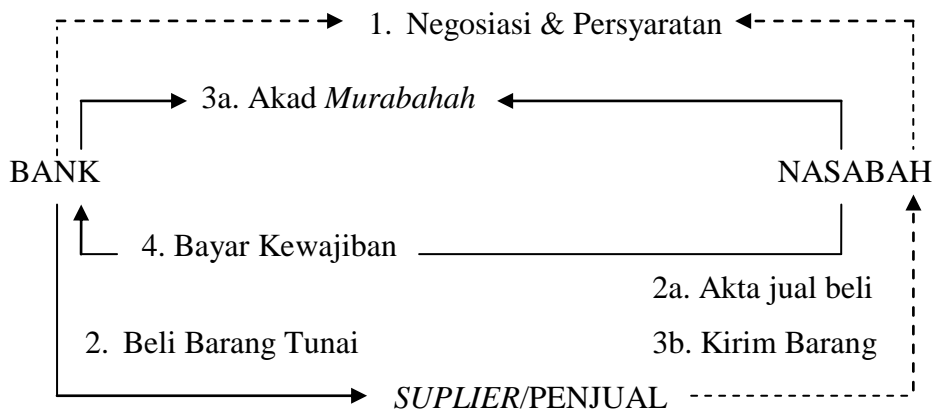 1. Negosiasi & Persyaratan
3a. Akad Murabahah
BANK
NASABAH
4. Bayar Kewajiban
2a. Akta jual beli
2. Beli Barang Tunai
3b. Kirim Barang
SUPLIER/PENJUAL